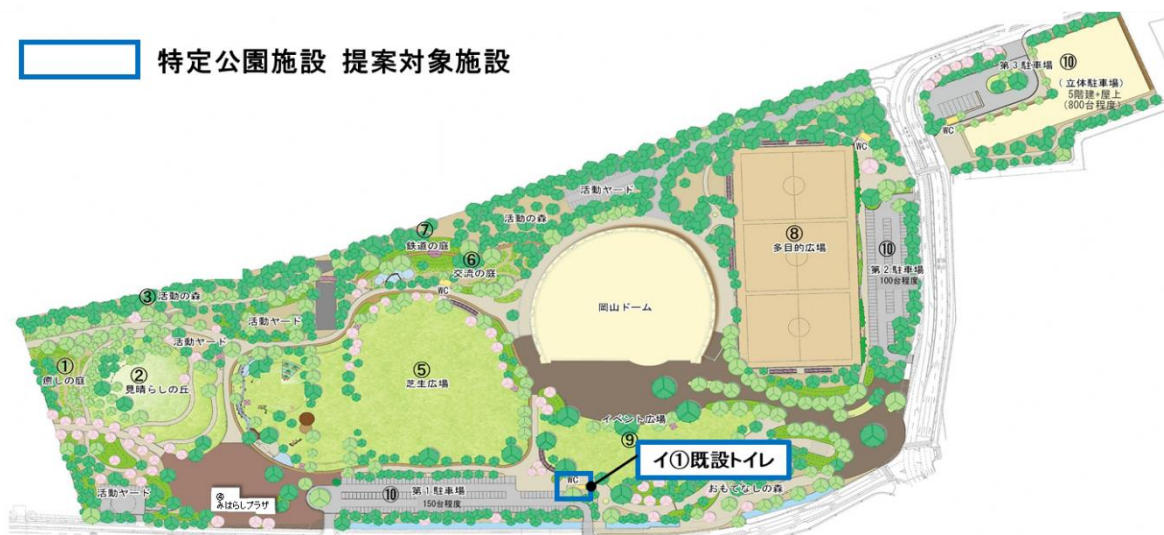 特定公園施設 提案対象施設
第3駐車場
⑩
(立体駐車場)
5階建+屋上
(800台程度)
WC
WC
活動ヤード
活動の森
⑦
鉄道の庭
⑥
交流の庭
WC
⑧
多目的広場
⑩
第2駐車場
100台程度
③活動の森
活動ヤード
活動ヤード
岡山ドーム
①
癒しの庭
②
見晴らしの丘
⑤
芝生広場
イベント広場
⑨
イ①既設トイレ
WC
おもてなしの森
活動ヤード
④
みはらしプラザ
⑩
第1駐車場
150台程度